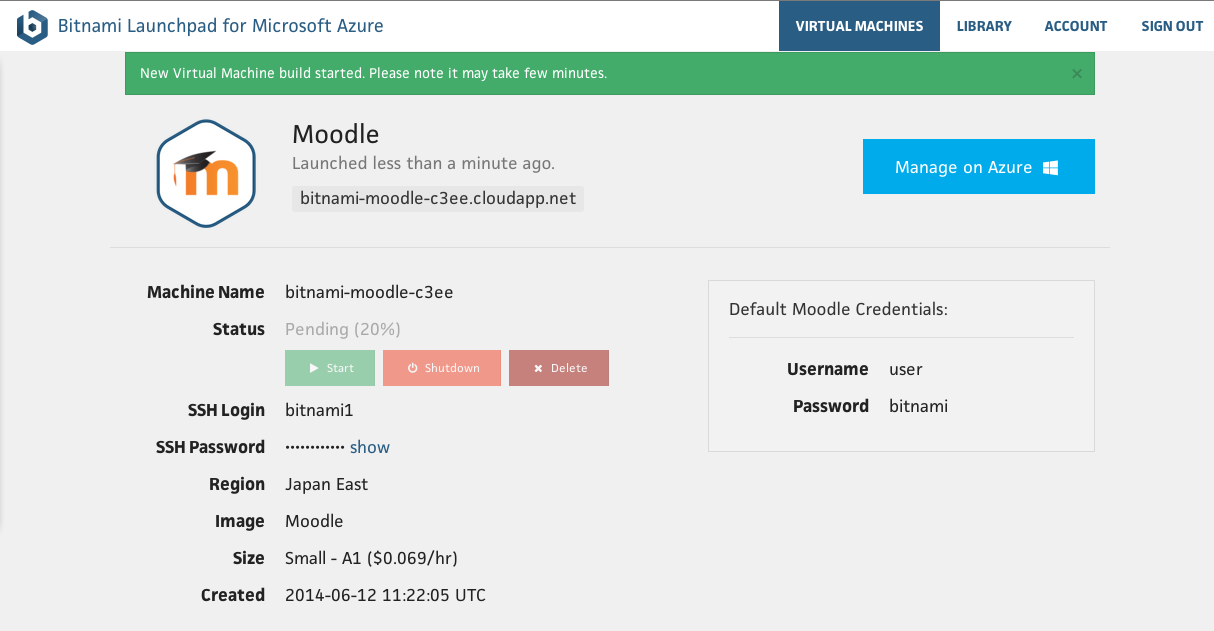 Bitnami Launchpad for Microsoft Azure
VIRTUAL MACHINES LIBRARY ACCOUNT SIGN OUT
New Virtual Machine build started. Please note it may take few minutes. ×
Moodle
Launched less than a minute ago.
bitnami-moodle-c3ee.cloudapp.net
Manage on Azure
Machine Name bitnami-moodle-c3ee
Status Pending (20%)
Start Shutdown Delete
SSH Login bitnami1
SSH Password •••••••••••• show
Region Japan East
Image Moodle
Size Small - A1 ($0.069/hr)
Created 2014-06-12 11:22:05 UTC
Default Moodle Credentials:
Username user
Password bitnami